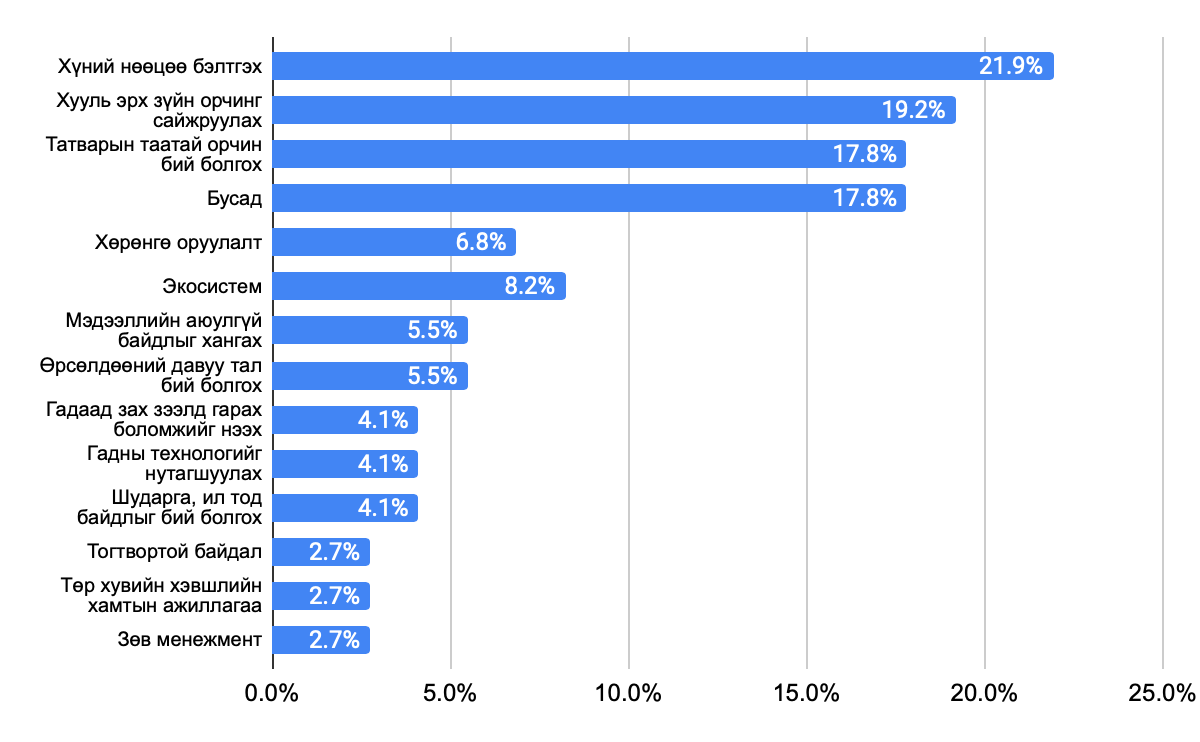 Хүний нөөцөө бэлтгэх
21.9%
Хууль эрх зүйн орчинг
сайжруулах
19.2%
Татварын таатай орчин
бий болгох
17.8%
Бусад
17.8%
Хөрөнгө оруулалт
6.8%
Экосистем
8.2%
Мэдээллийн аюулгүй
байдлыг хангах
5.5%
Өрсөлдөөний давуу тал
бий болгох
5.5%
Гадаад зах зээлд гарах
боломжийг нээх
4.1%
Гадны технологийг
нутагшуулах
4.1%
Шударга, ил тод
байдлыг бий болгох
4.1%
Тогтвортой байдал
2.7%
Төр хувийн хэвшлийн
хамтын ажиллагаа
2.7%
Зөв менежмент
2.7%
0.0% 5.0% 10.0% 15.0% 20.0% 25.0%